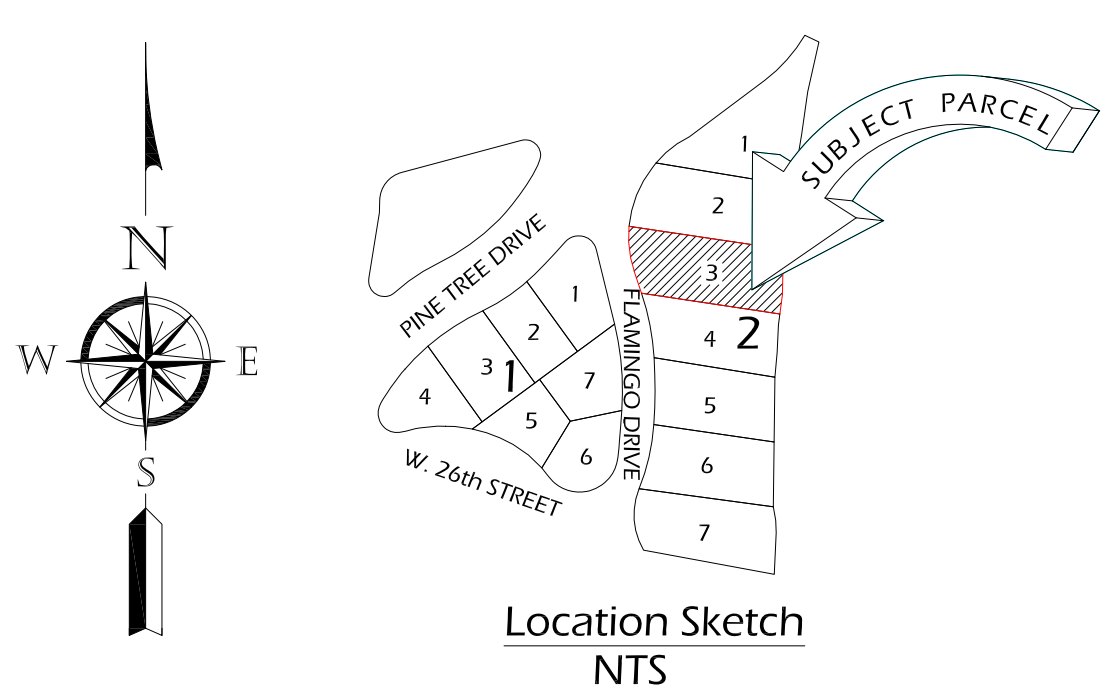 N
W
E
S
SUBJECT PARCEL
1
2
3
4
2
5
6
7
PINE TREE DRIVE
1
2
3
1
4
7
5
6
FLAMINGO DRIVE
W. 26th STREET
Location Sketch
NTS